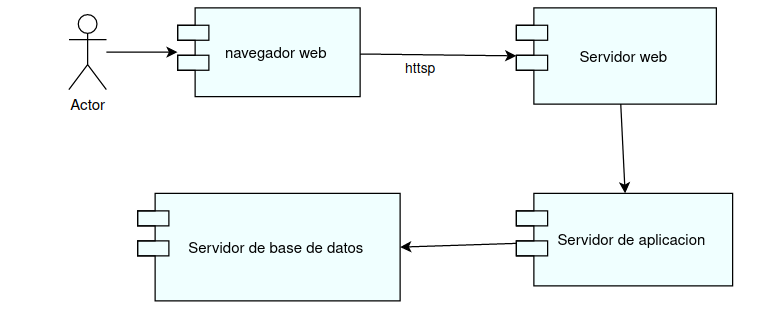 navegador web
Servidor web
httsp
Actor
Servidor de base de datos
Servidor de aplicacion